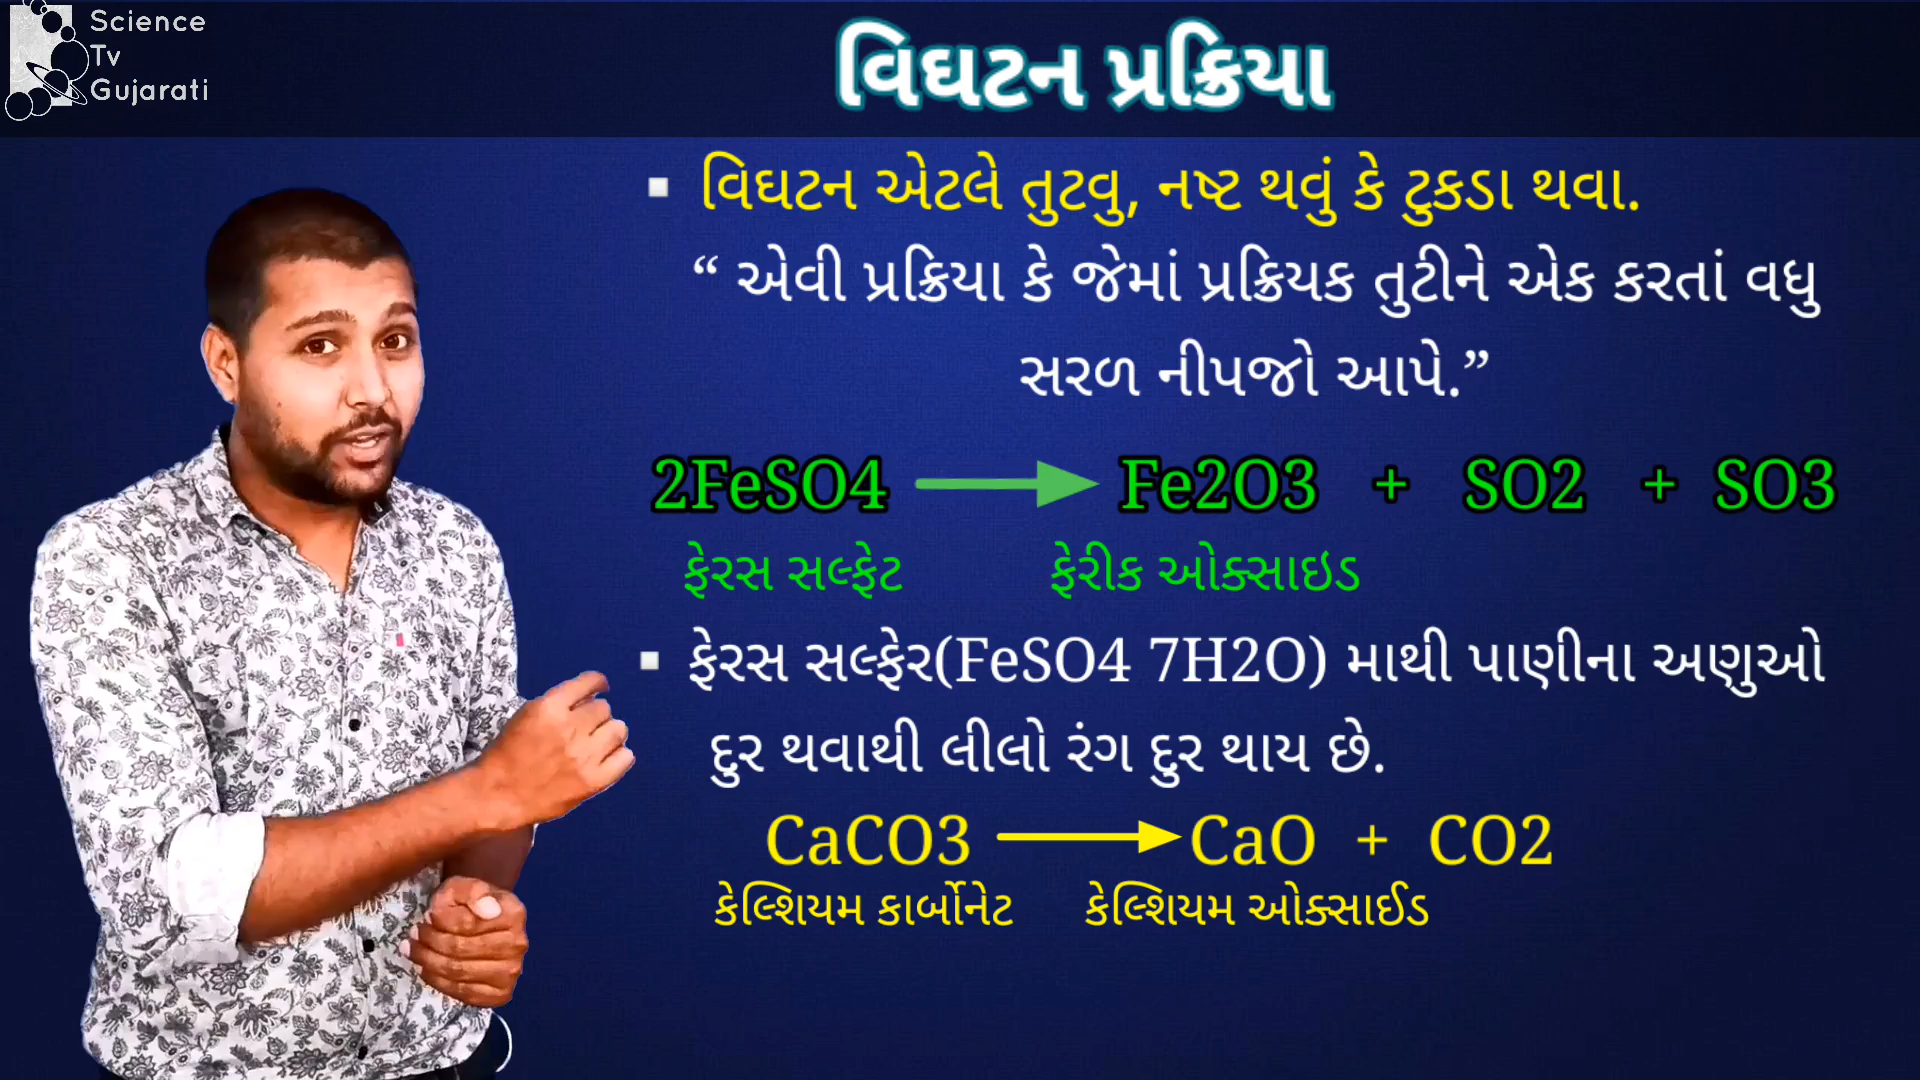 Science
Tv
Gujarati
વિઘટન પ્રક્રિયા
▪ વિઘટન એટલે તુટવુ, નષ્ટ થવું કે ટુકડા થવા.
“ એવી પ્રક્રિયા કે જેમાં પ્રક્રિયક તુટીને એક કરતાં વધુ
સરળ નીપજો આપે.”
2FeSO4 → Fe2O3 + SO2 + SO3
ફેરસ સલ્ફેટ ફેરીક ઓક્સાઇડ
▪ ફેરસ સલ્ફેર(FeSO4 7H2O) માથી પાણીના અણુઓ
દુર થવાથી લીલો રંગ દુર થાય છે.
CaCO3 → CaO + CO2
કેલ્શિયમ કાર્બોનેટ કેલ્શિયમ ઓક્સાઈડ